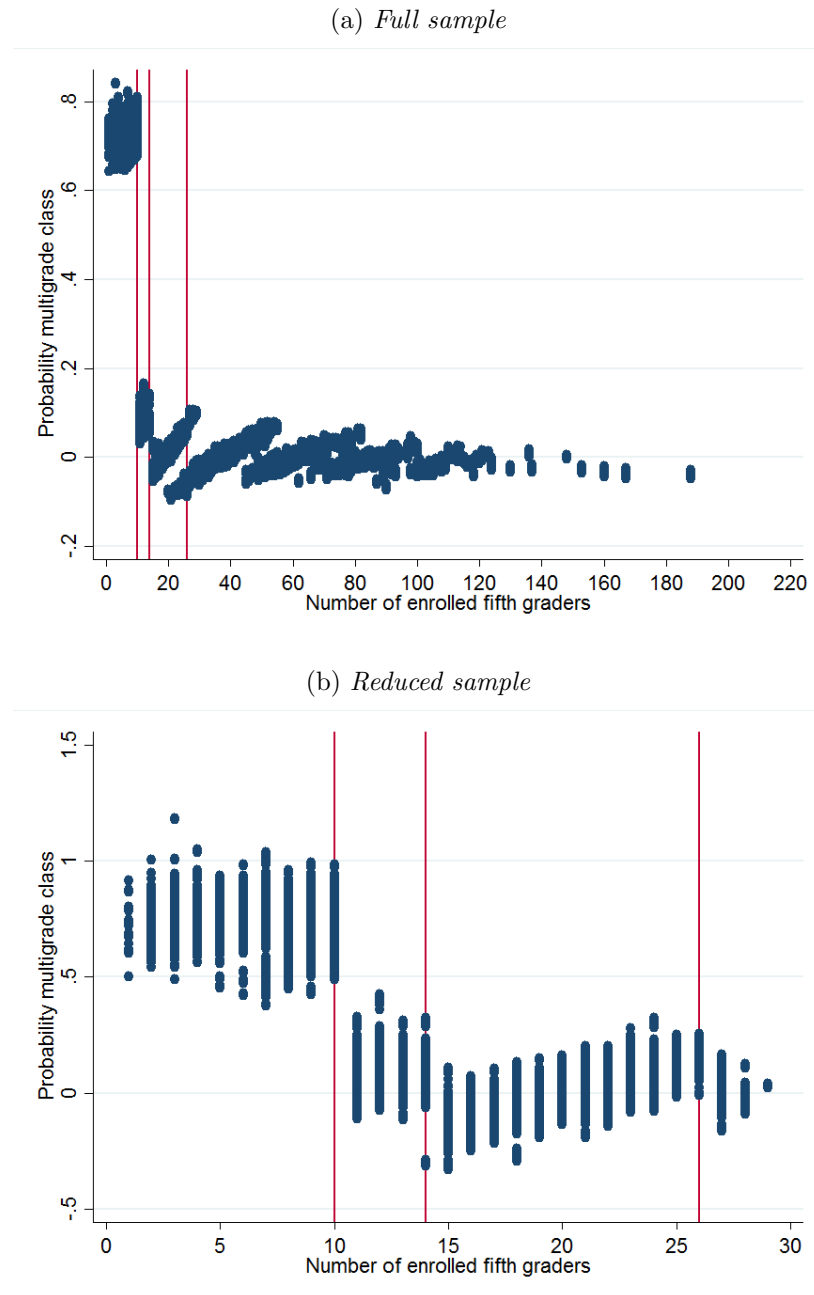 (a) Full sample
.8
.6
.4
.2
0
-.2
Probability multigrade class
0 20 40 60 80 100 120 140 160 180 200 220
Number of enrolled fifth graders
(b) Reduced sample
1.5
1
.5
0
-.5
Probability multigrade class
0 5 10 15 20 25 30
Number of enrolled fifth graders